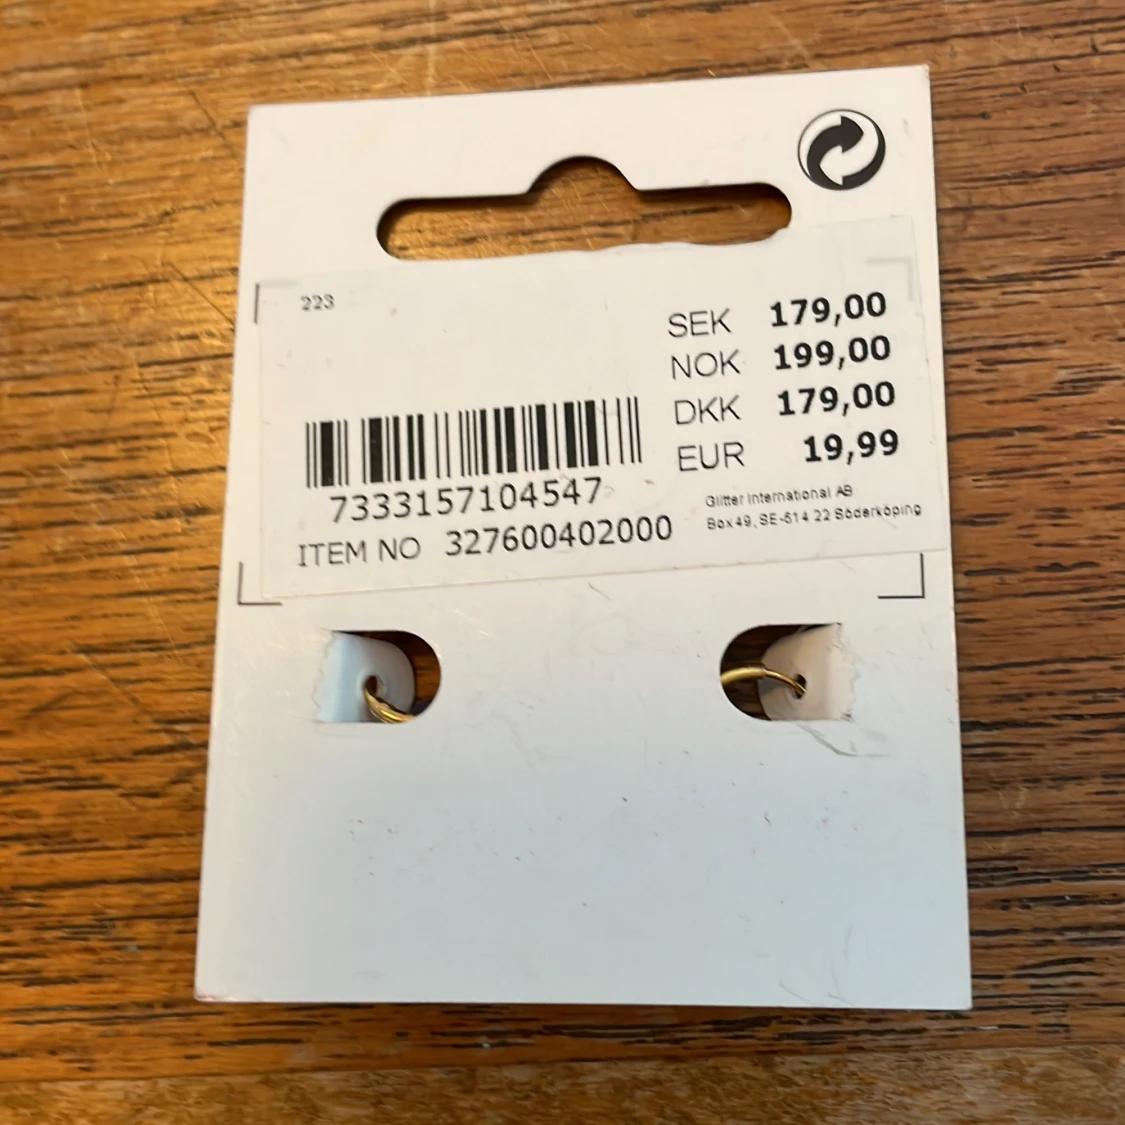 223
SEK 179,00
NOK 199,00
DKK 179,00
EUR 19,99
7333157104547
ITEM NO 327600402000
Glitter International AB
Box 49, SE-614 22 Söderköping